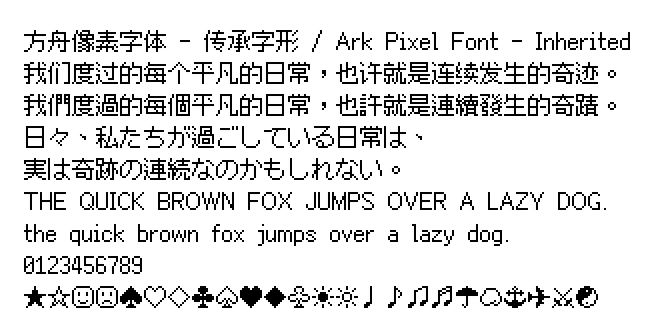 方舟像素字体 - 传承字形 / Ark Pixel Font - Inherited
我们度过的每个平凡的日常，也许就是连续发生的奇迹。
我們度過的每個平凡的日常，也許就是連續發生的奇蹟。
日々、私たちが過ごしている日常は、
実は奇跡の連続なのかもしれない。
THE QUICK BROWN FOX JUMPS OVER A LAZY DOG.
the quick brown fox jumps over a lazy dog.
0123456789
★☆☺☹♠♡♢♣♤♥♦♧☀☼♩♪♫♬☂☁⚓✈⚔☯